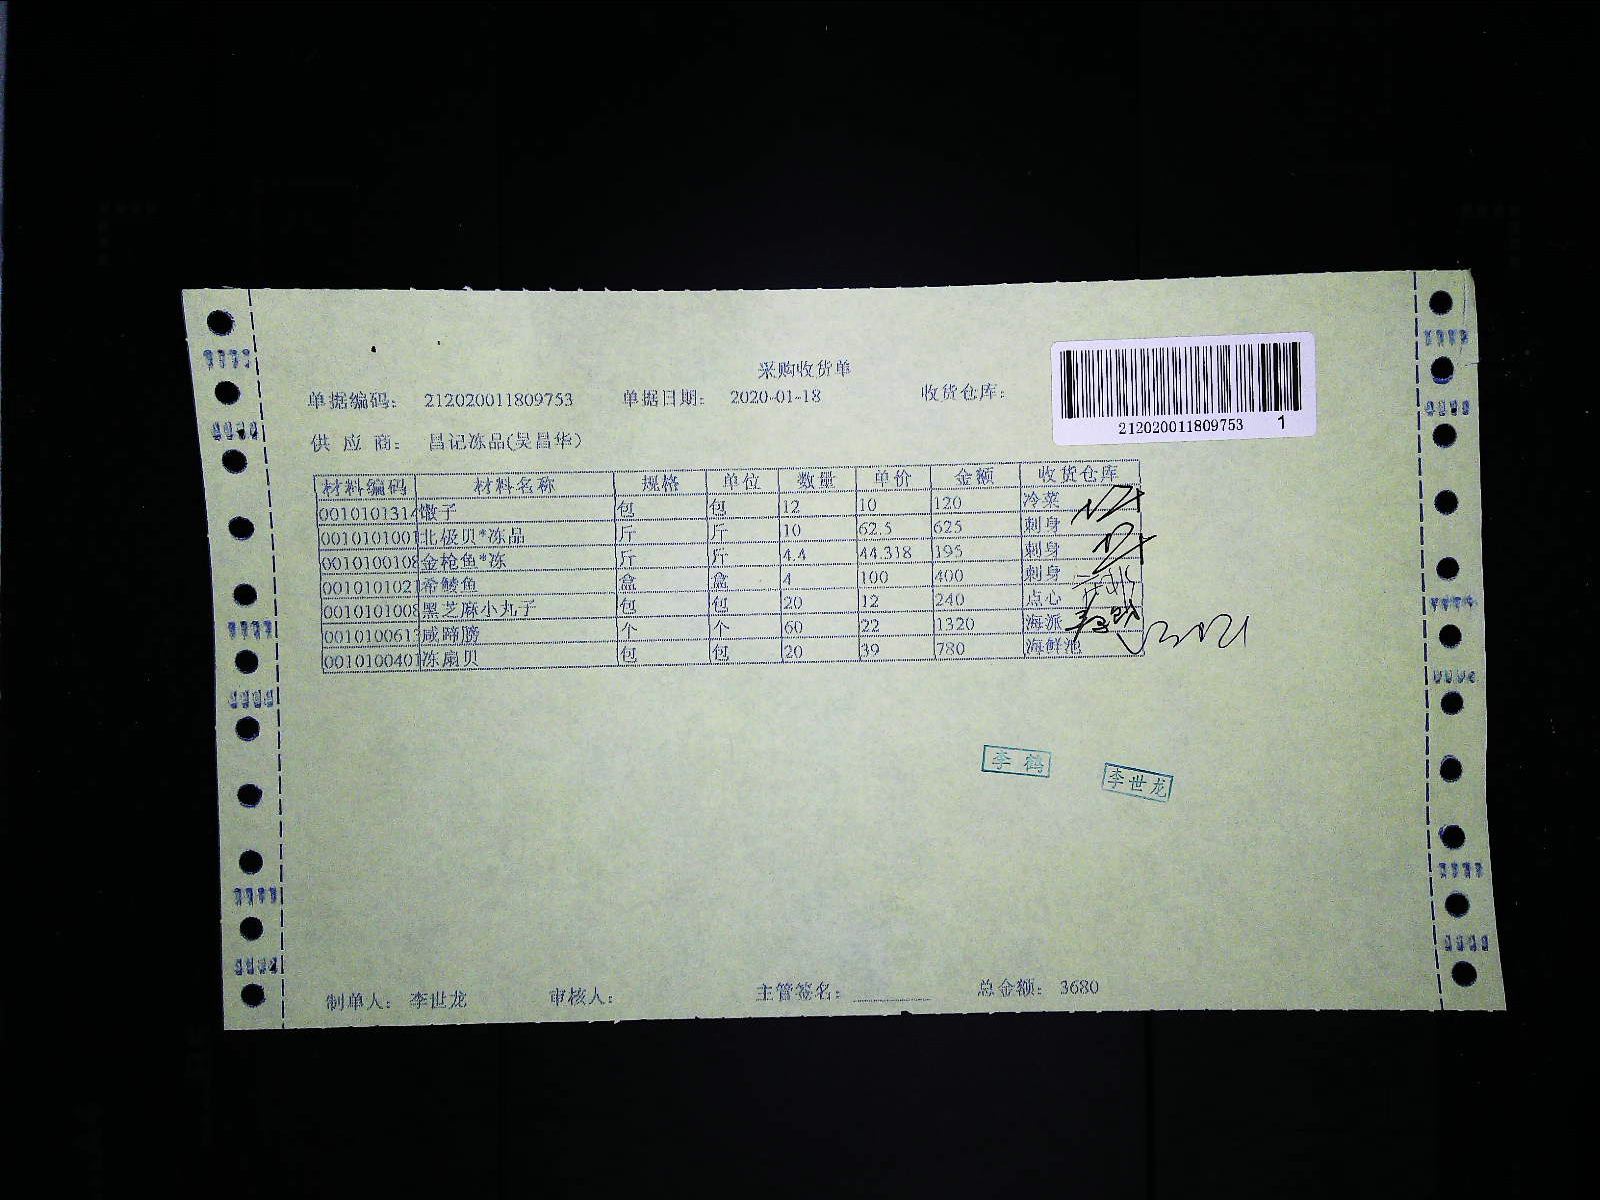 采购收货单
单据编码： 212020011809753 单据日期： 2020-01-18 收货仓库：
212020011809753 1
供 应 商： 昌记冻品(吴昌华)
材料编码 材料名称 规格 单位 数量 单价 金额 收货仓库
0010101314 馓子 包 包 12 10 120 冷菜
0010101001 北极贝*冻品 斤 斤 10 62.5 625 刺身
0010100108 金枪鱼*冻 斤 斤 4.4 44.318 195 刺身
0010101021 希鲮鱼 盒 盒 4 100 400 刺身
0010101008 黑芝麻小丸子 包 包 20 12 240 点心
0010100613 咸蹄膀 个 个 60 22 1320 海派
0010100401 冻扇贝 包 包 20 39 780 海鲜池
李鹤
李世龙
制单人： 李世龙 审核人： 主管签名： 总金额： 3680